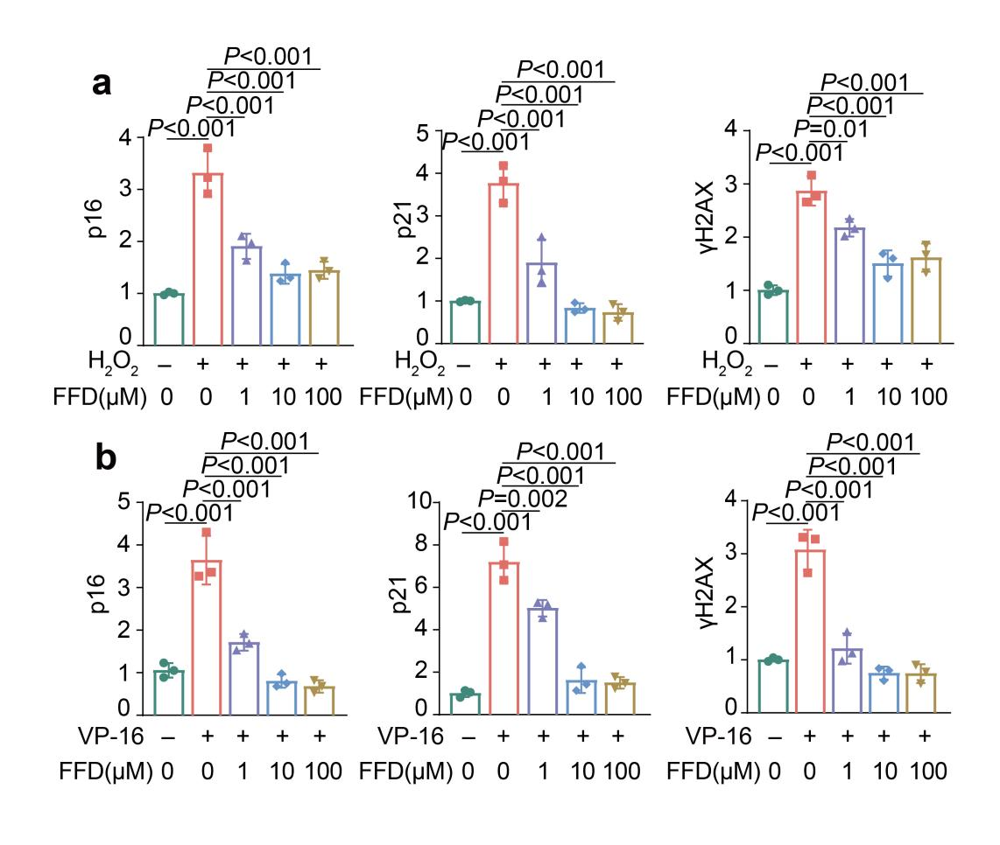 a
P<0.001
P<0.001
P<0.001
P<0.001
p16
4
3
2
1
0
H2O2 – + + + +
FFD(μM) 0 0 1 10 100
P<0.001
P<0.001
P<0.001
P<0.001
p21
5
4
3
2
1
0
H2O2 – + + + +
FFD(μM) 0 0 1 10 100
P<0.001
P<0.001
P=0.01
P<0.001
γH2AX
4
3
2
1
0
H2O2 – + + + +
FFD(μM) 0 0 1 10 100
b
P<0.001
P<0.001
P<0.001
P<0.001
p16
5
4
3
2
1
0
VP-16 – + + + +
FFD(μM) 0 0 1 10 100
P<0.001
P<0.001
P=0.002
P<0.001
p21
10
8
6
4
2
0
VP-16 – + + + +
FFD(μM) 0 0 1 10 100
P<0.001
P<0.001
P<0.001
P<0.001
γH2AX
4
3
2
1
0
VP-16 – + + + +
FFD(μM) 0 0 1 10 100